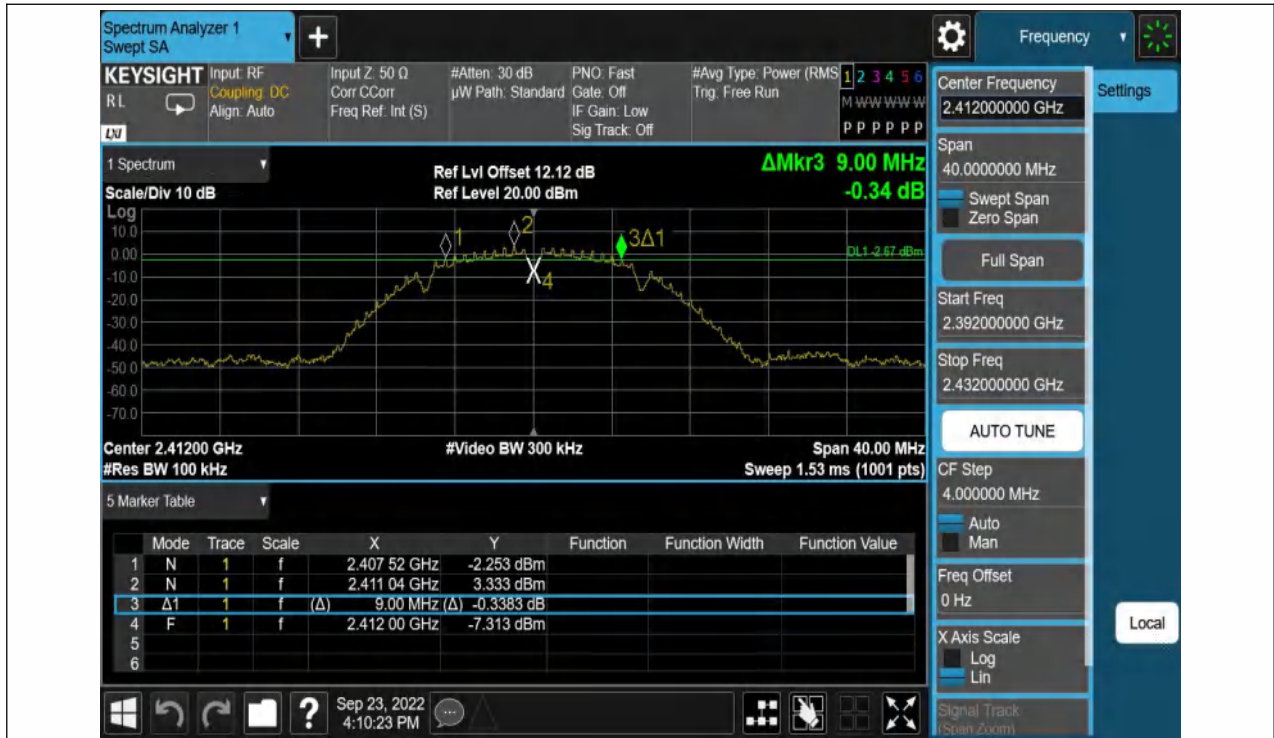 Spectrum Analyzer 1
Swept SA
+
Frequency
KEYSIGHT
RL
LXI
Input: RF
Coupling: DC
Align: Auto
Input Z: 50 Ω
Corr CCorr
Freq Ref: Int (S)
#Atten: 30 dB
µW Path: Standard
PNO: Fast
Gate: Off
IF Gain: Low
Sig Track: Off
#Avg Type: Power (RMS
Trig: Free Run
1 2 3 4 5 6
M W W W W W
P P P P P P
1 Spectrum
Scale/Div 10 dB
Ref Lvl Offset 12.12 dB
Ref Level 20.00 dBm
ΔMkr3 9.00 MHz
-0.34 dB
Log
10.0
0.00
-10.0
-20.0
-30.0
-40.0
-50.0
-60.0
-70.0
1
2
3Δ1
4
DL1 -2.67 dBm
Center 2.41200 GHz
#Video BW 300 kHz
Span 40.00 MHz
#Res BW 100 kHz
Sweep 1.53 ms (1001 pts)
5 Marker Table
Mode Trace Scale X Y Function Function Width Function Value
1 N 1 f 2.407 52 GHz -2.253 dBm
2 N 1 f 2.411 04 GHz 3.333 dBm
3 Δ1 1 f (Δ) 9.00 MHz (Δ) -0.3383 dB
4 F 1 f 2.412 00 GHz -7.313 dBm
5
6
?
Sep 23, 2022
4:10:23 PM
Center Frequency
2.412000000 GHz
Settings
Span
40.0000000 MHz
Swept Span
Zero Span
Full Span
Start Freq
2.392000000 GHz
Stop Freq
2.432000000 GHz
AUTO TUNE
CF Step
4.000000 MHz
Auto
Man
Freq Offset
0 Hz
Local
X Axis Scale
Log
Lin
Signal Track
(Span Zoom)